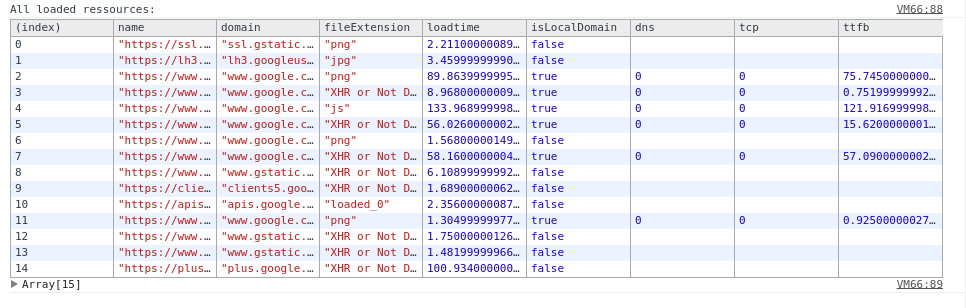 All loaded ressources: VM66:88
(index) name domain fileExtension loadtime isLocalDomain dns tcp ttfb
0 "https://ssl.… "ssl.gstatic.… "png" 2.21100000089… false
1 "https://lh3.… "lh3.googleus… "jpg" 3.45999999990… false
2 "https://www.… "www.google.c… "png" 89.8639999995… true 0 0 75.7450000000…
3 "https://www.… "www.google.c… "XHR or Not D… 8.96800000009… true 0 0 0.75199999992…
4 "https://www.… "www.google.c… "js" 133.968999998… true 0 0 121.916999998…
5 "https://www.… "www.google.c… "XHR or Not D… 56.0260000002… true 0 0 15.6200000001…
6 "https://www.… "www.google.c… "png" 1.56800000149… false
7 "https://www.… "www.google.c… "XHR or Not D… 58.1600000004… true 0 0 57.0900000002…
8 "https://www.… "www.gstatic.… "XHR or Not D… 6.10899999992… false
9 "https://clie… "clients5.goo… "XHR or Not D… 1.68900000062… false
10 "https://apis… "apis.google.… "loaded_0" 2.35600000087… false
11 "https://www.… "www.google.c… "png" 1.30499999977… true 0 0 0.92500000027…
12 "https://www.… "www.gstatic.… "XHR or Not D… 1.75000000126… false
13 "https://www.… "www.gstatic.… "XHR or Not D… 1.48199999966… false
14 "https://plus… "plus.google.… "XHR or Not D… 100.934000000… false
▶ Array[15] VM66:89